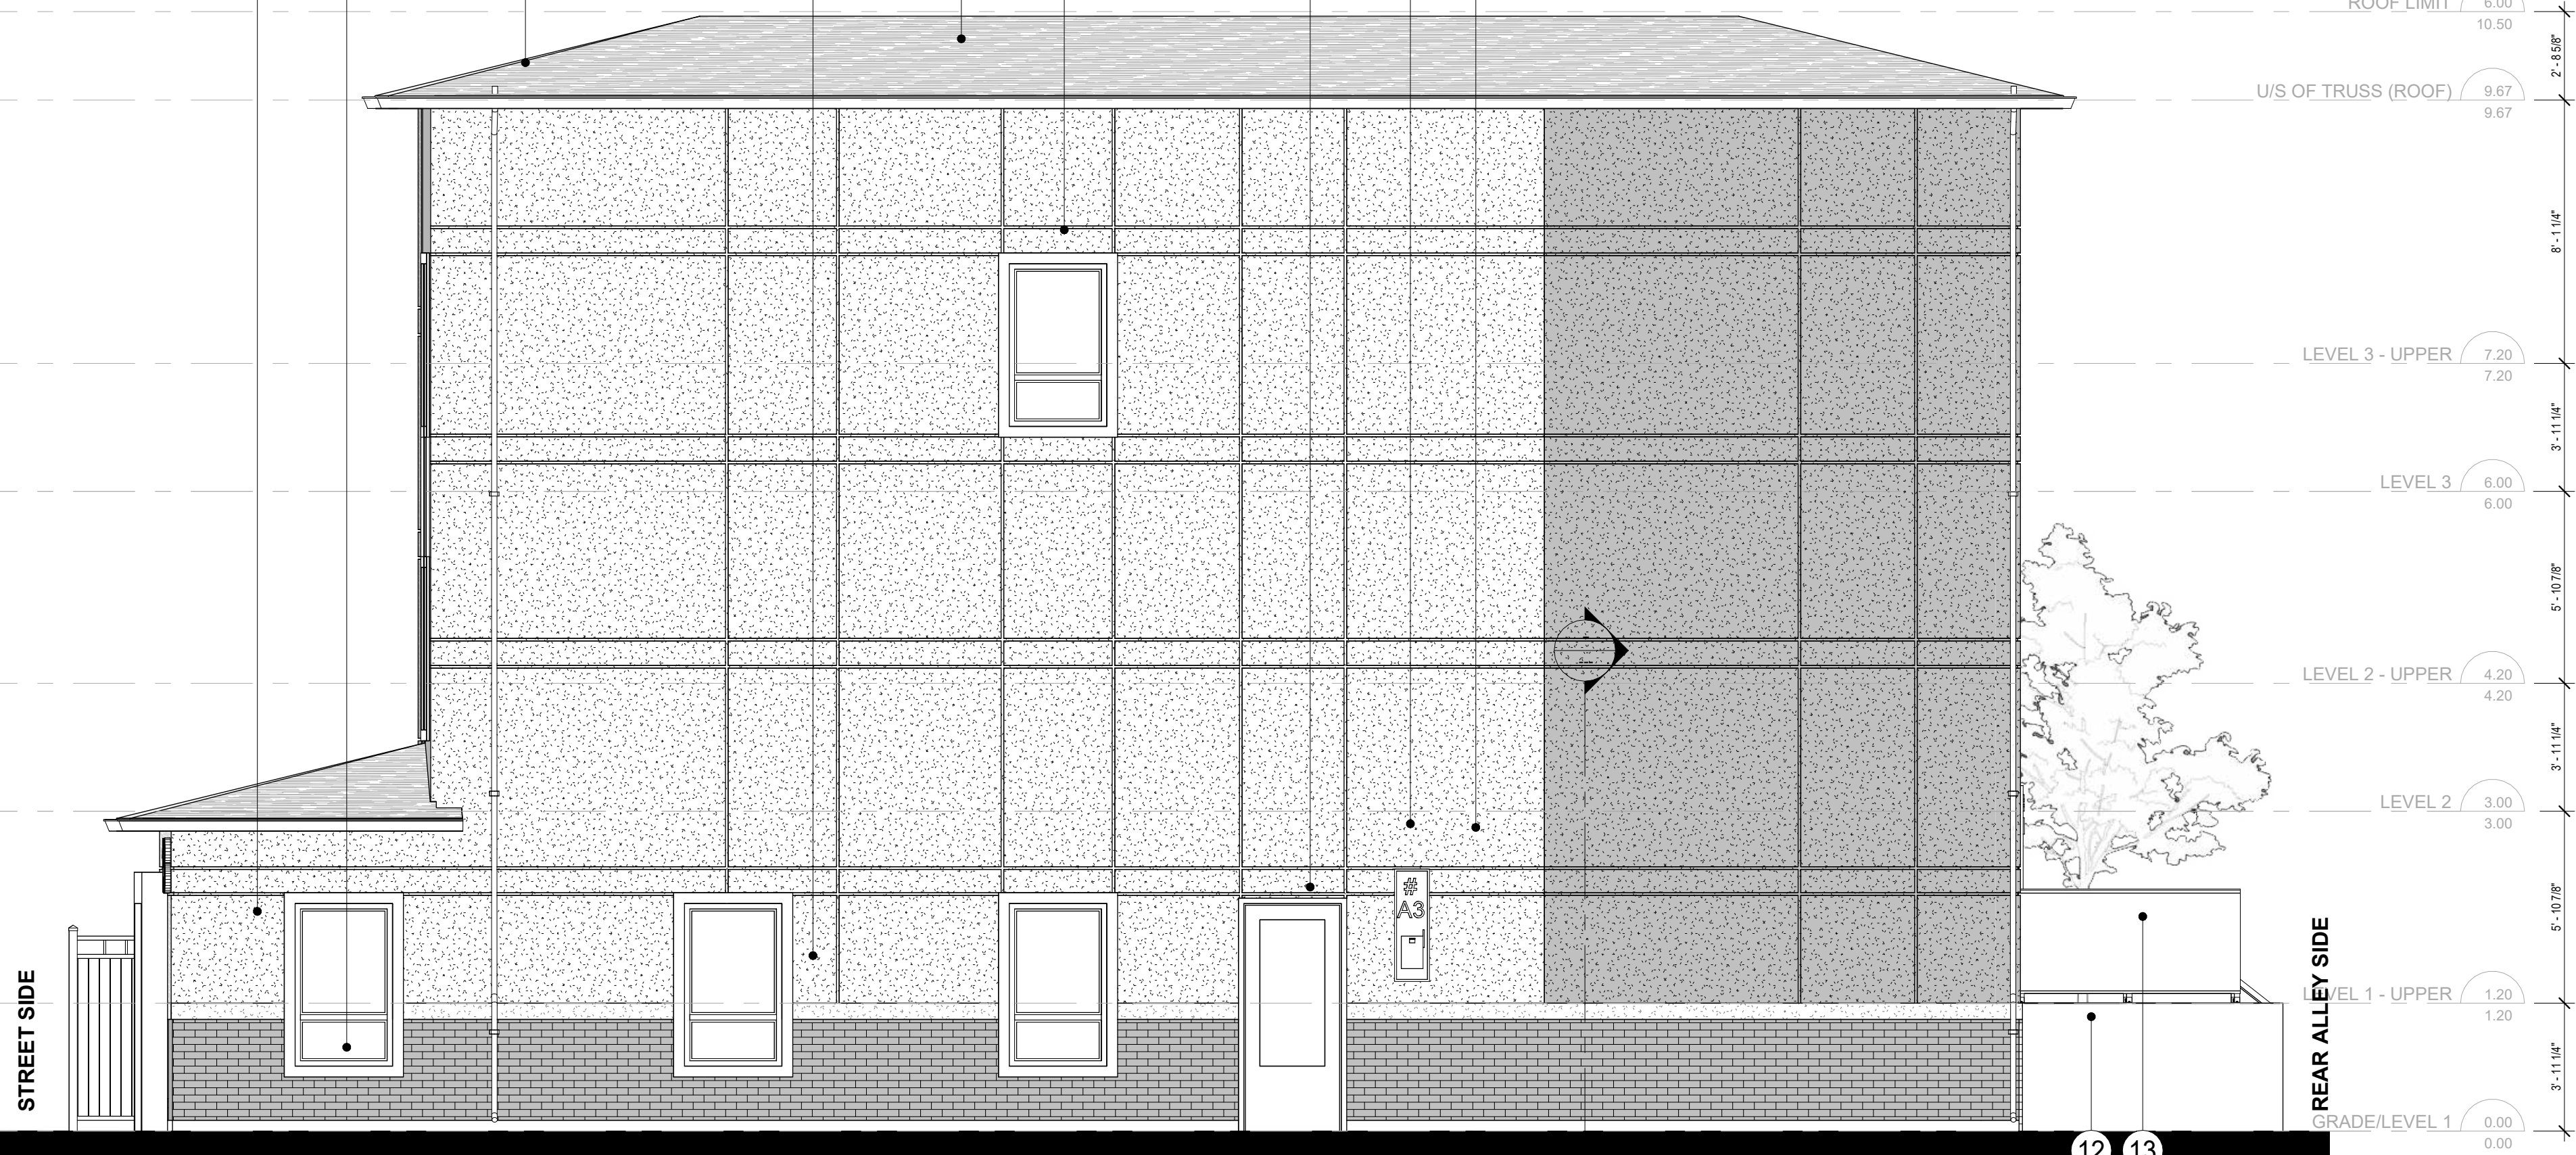 ROOF LIMIT 6.00
10.50
2' - 8 5/8"
U/S OF TRUSS (ROOF) 9.67
9.67
8' - 1 1/4"
LEVEL 3 - UPPER 7.20
7.20
3' - 11 1/4"
LEVEL 3 6.00
6.00
5' - 10 7/8"
LEVEL 2 - UPPER 4.20
4.20
3' - 11 1/4"
LEVEL 2 3.00
3.00
#
A3
5' - 10 7/8"
STREET SIDE
REAR ALLEY SIDE
LEVEL 1 - UPPER 1.20
1.20
3' - 11 1/4"
GRADE/LEVEL 1 0.00
0.00
12 13